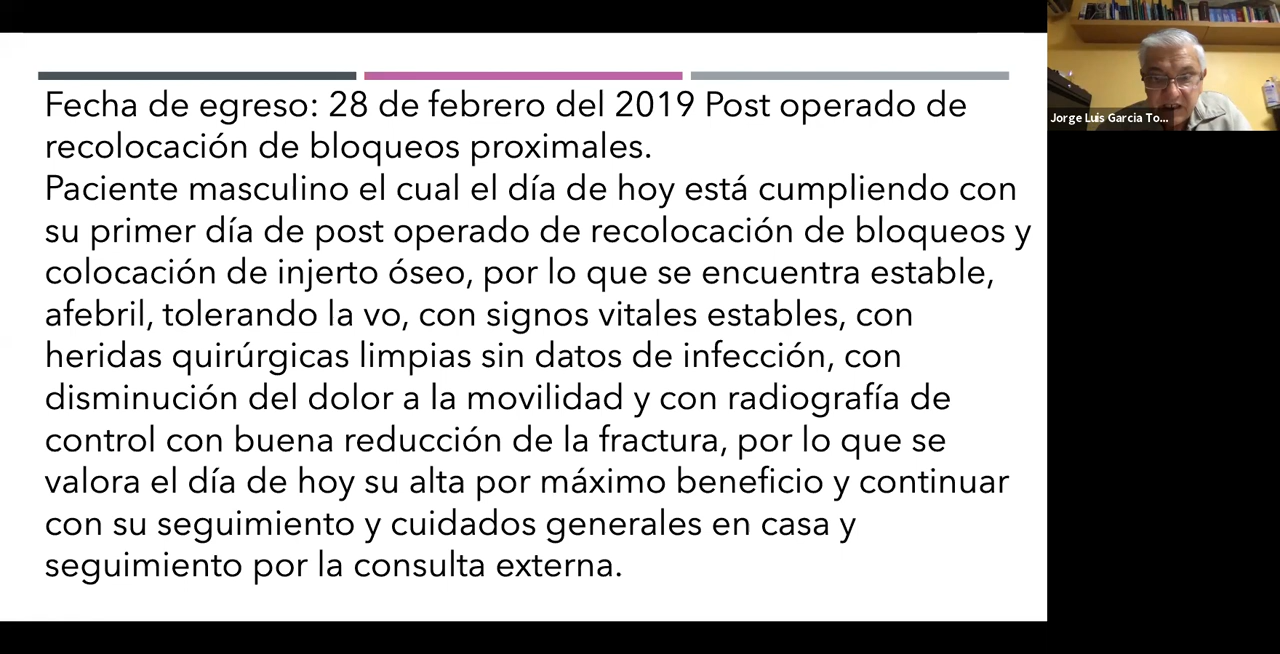 Fecha de egreso: 28 de febrero del 2019 Post operado de
recolocación de bloqueos proximales.
Paciente masculino el cual el día de hoy está cumpliendo con
su primer día de post operado de recolocación de bloqueos y
colocación de injerto óseo, por lo que se encuentra estable,
afebril, tolerando la vo, con signos vitales estables, con
heridas quirúrgicas limpias sin datos de infección, con
disminución del dolor a la movilidad y con radiografía de
control con buena reducción de la fractura, por lo que se
valora el día de hoy su alta por máximo beneficio y continuar
con su seguimiento y cuidados generales en casa y
seguimiento por la consulta externa.
Jorge Luis Garcia To...